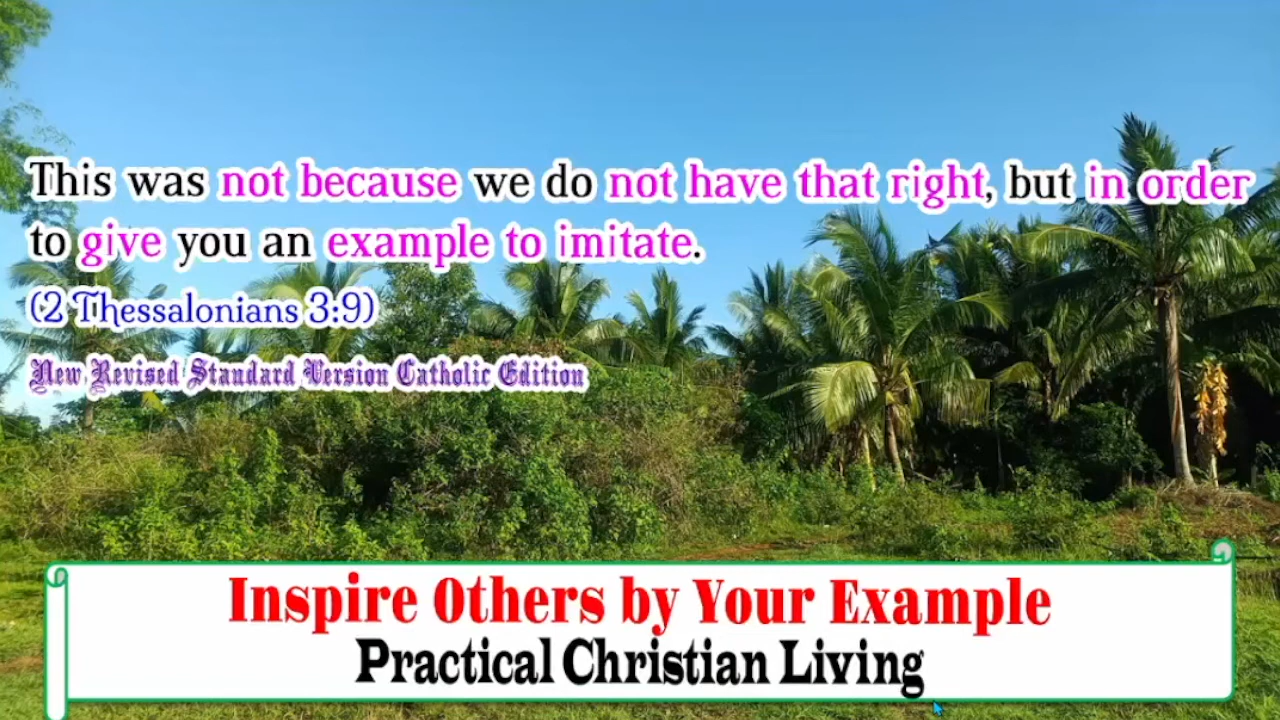 This was not because we do not have that right, but in order
to give you an example to imitate.
(2 Thessalonians 3:9)
New Revised Standard Version Catholic Edition
Inspire Others by Your Example
Practical Christian Living